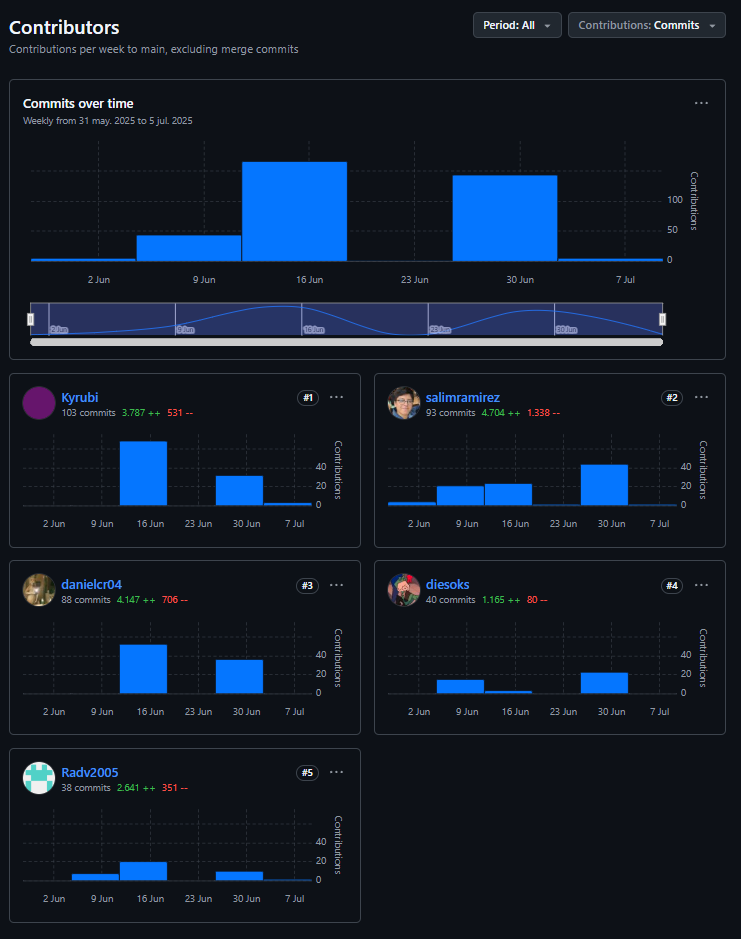 Contributors
Period: All
Contributions: Commits
Contributions per week to main, excluding merge commits
Commits over time
Weekly from 31 may. 2025 to 5 jul. 2025
Contributions
100
50
0
2 Jun 9 Jun 16 Jun 23 Jun 30 Jun 7 Jul
2 Jun 9 Jun 16 Jun 23 Jun 30 Jun
Kyrubi #1
103 commits 3.787 ++ 531 --
Contributions
40
20
0
2 Jun 9 Jun 16 Jun 23 Jun 30 Jun 7 Jul
salimramirez #2
93 commits 4.704 ++ 1.338 --
Contributions
40
20
0
2 Jun 9 Jun 16 Jun 23 Jun 30 Jun 7 Jul
danielcr04 #3
88 commits 4.147 ++ 706 --
Contributions
40
20
0
2 Jun 9 Jun 16 Jun 23 Jun 30 Jun 7 Jul
diesoks #4
40 commits 1.165 ++ 80 --
Contributions
40
20
0
2 Jun 9 Jun 16 Jun 23 Jun 30 Jun 7 Jul
Radv2005 #5
38 commits 2.641 ++ 351 --
Contributions
40
20
0
2 Jun 9 Jun 16 Jun 23 Jun 30 Jun 7 Jul